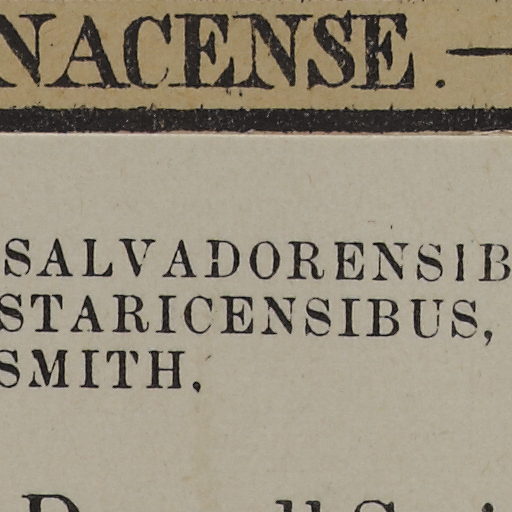 NACENSE.—
SALVADORENSIB
STARICENSIBUS,
SMITH.